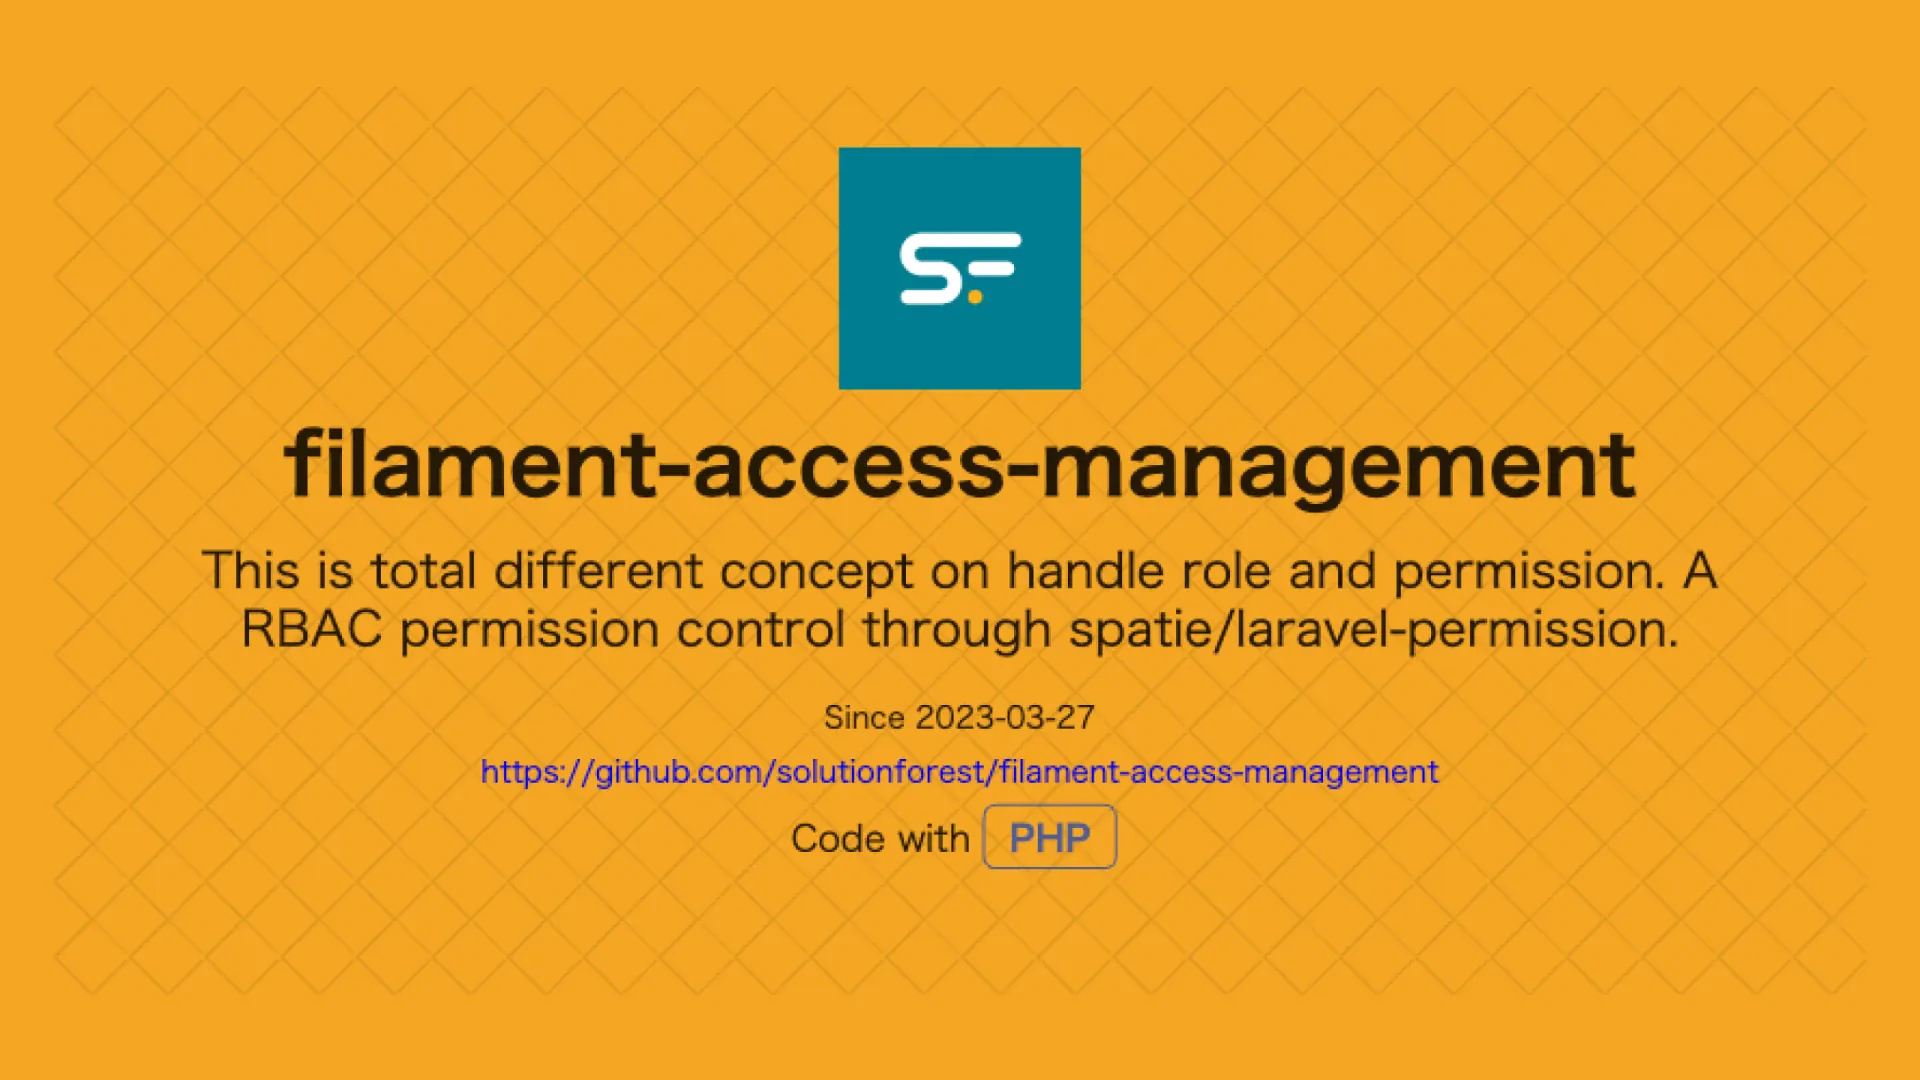 SF
filament-access-management
This is total different concept on handle role and permission. A
RBAC permission control through spatie/laravel-permission.
Since 2023-03-27
https://github.com/solutionforest/filament-access-management
Code with PHP